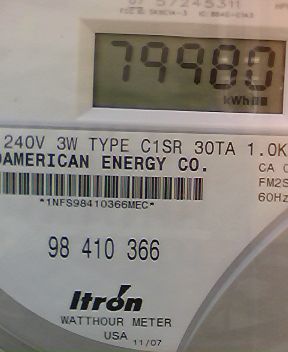 57245311
79980
kWh
240V 3W TYPE C1SR 30TA 1.0K
AMERICAN ENERGY CO.
*1NFS98410366MEC*
CA
FM2S
60Hz
98 410 366
Itron
WATTHOUR METER
USA 11/07